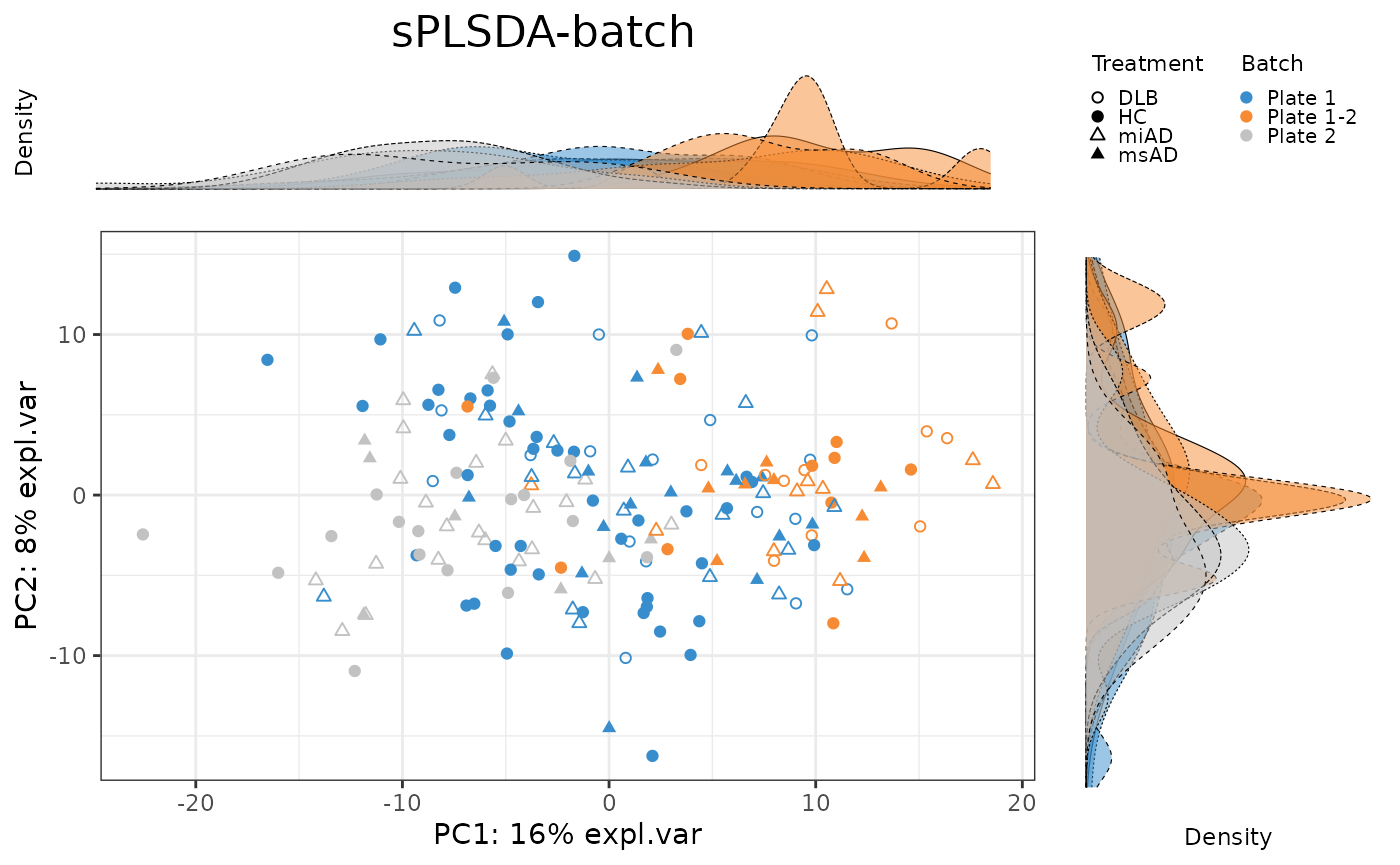 sPLSDA-batch
Density
Treatment Batch
DLB Plate 1
HC Plate 1-2
miAD Plate 2
msAD
10
0
-10
PC2: 8% expl.var
-20 -10 0 10 20
PC1: 16% expl.var
Density